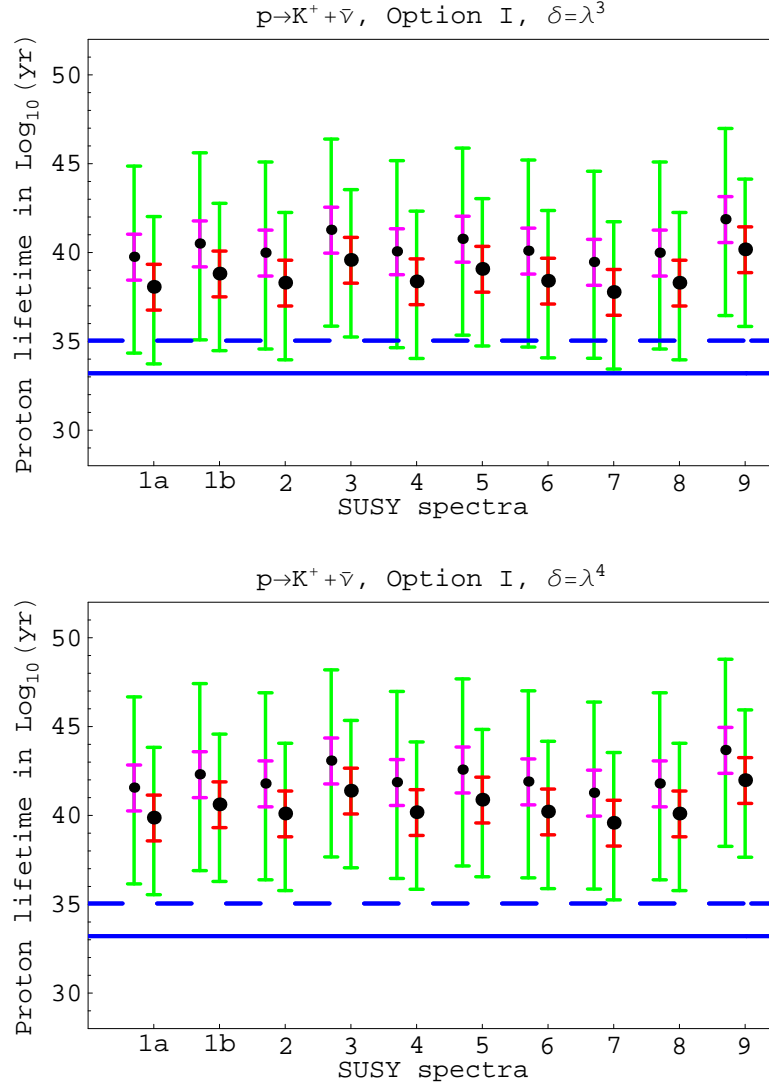 p→K⁺+ν̄, Option I, δ=λ³
Proton lifetime in Log₁₀(yr)
50
45
40
35
30
1a 1b 2 3 4 5 6 7 8 9
SUSY spectra
p→K⁺+ν̄, Option I, δ=λ⁴
Proton lifetime in Log₁₀(yr)
50
45
40
35
30
1a 1b 2 3 4 5 6 7 8 9
SUSY spectra